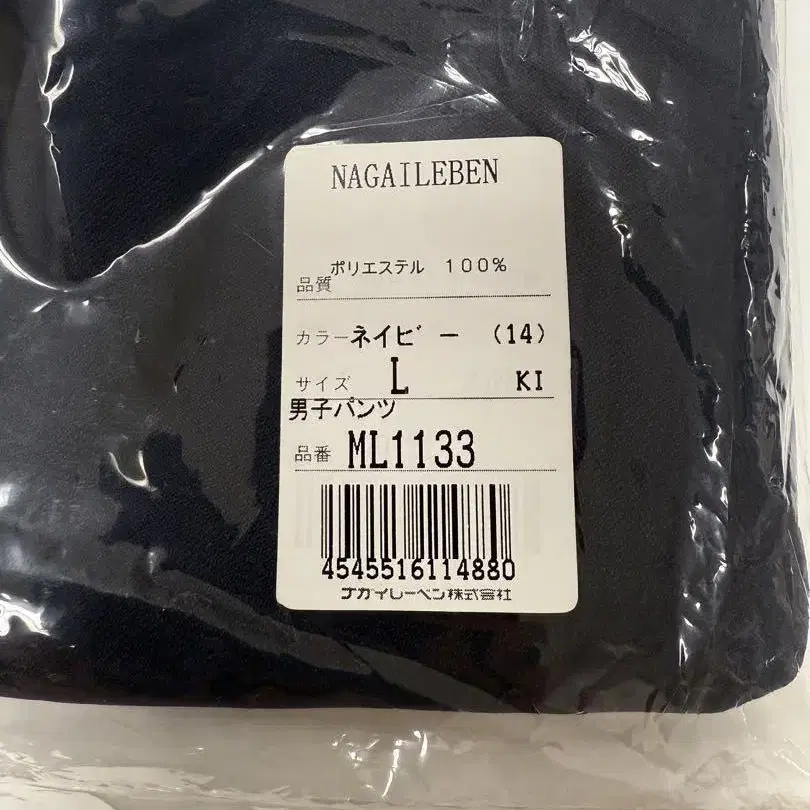 NAGAILEBEN
ポリエステル 100%
品質
カラーネイビー (14)
サイズ L KI
男子パンツ
品番 ML1133
4545516114880
ナガイレーベン株式会社